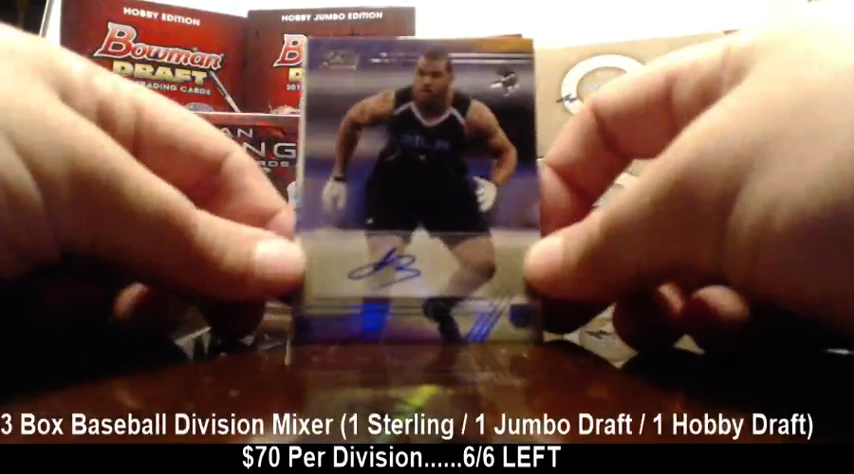 HOBBY EDITION
HOBBY JUMBO EDITION
Bowman
DRAFT
TRADING CARDS
3 Box Baseball Division Mixer (1 Sterling / 1 Jumbo Draft / 1 Hobby Draft)
$70 Per Division......6/6 LEFT